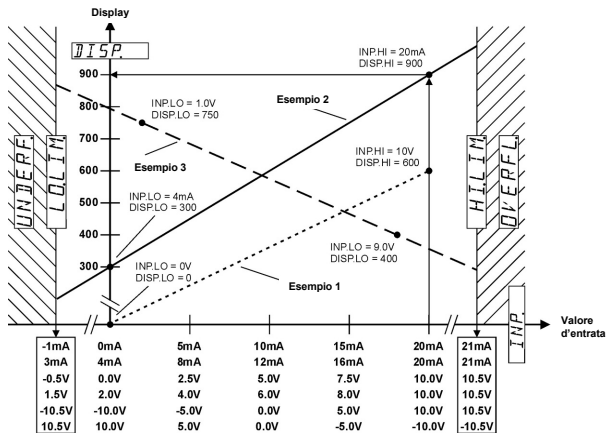 Display
DISP.
900
800
700
600
500
400
300
INP.HI = 20mA
DISP.HI = 900
INP.LO = 1.0V
DISP.LO = 750
Esempio 2
INP.HI = 10V
DISP.HI = 600
Esempio 3
INP.LO = 4mA
DISP.LO = 300
INP.LO = 9.0V
DISP.LO = 400
INP.LO = 0V
DISP.LO = 0
Esempio 1
UNDERF.
LO.LIM.
HI.LIM.
OVERFL.
INP.
Valore
d'entrata
-1mA 0mA 5mA 10mA 15mA 20mA 21mA
3mA 4mA 8mA 12mA 16mA 20mA 21mA
-0.5V 0.0V 2.5V 5.0V 7.5V 10.0V 10.5V
1.5V 2.0V 4.0V 6.0V 8.0V 10.0V 10.5V
-10.5V -10.0V -5.0V 0.0V 5.0V 10.0V 10.5V
10.5V 10.0V 5.0V 0.0V -5.0V -10.0V -10.5V